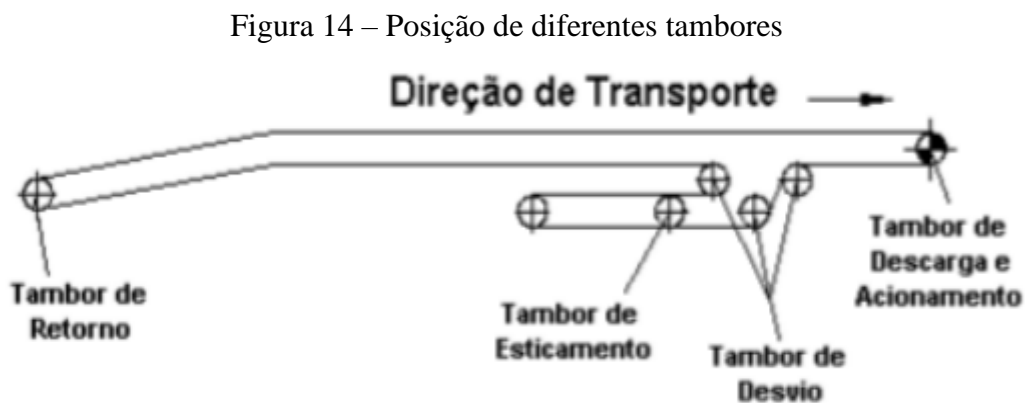 Figura 14 – Posição de diferentes tambores
Direção de Transporte
Tambor de
Retorno
Tambor de
Esticamento
Tambor de
Desvio
Tambor de
Descarga e
Acionamento